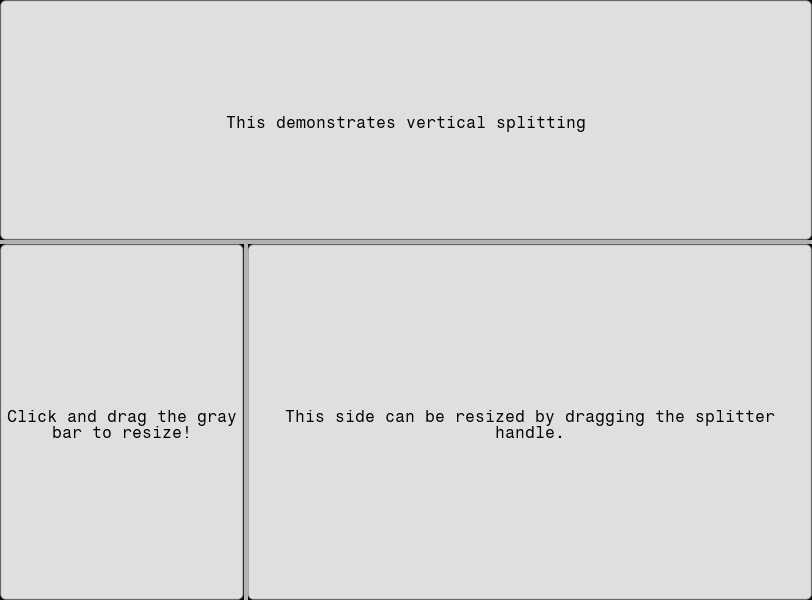 This demonstrates vertical splitting
Click and drag the gray
bar to resize!
This side can be resized by dragging the splitter
handle.